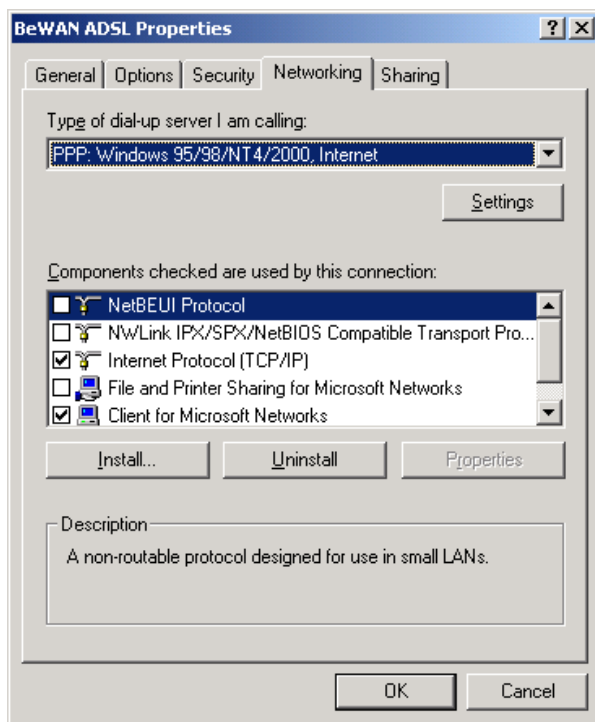 BeWAN ADSL Properties
General Options Security Networking Sharing
Type of dial-up server I am calling:
PPP: Windows 95/98/NT4/2000, Internet
Settings
Components checked are used by this connection:
NetBEUI Protocol
NWLink IPX/SPX/NetBIOS Compatible Transport Pro...
Internet Protocol (TCP/IP)
File and Printer Sharing for Microsoft Networks
Client for Microsoft Networks
Install... Uninstall Properties
Description
A non-routable protocol designed for use in small LANs.
OK Cancel